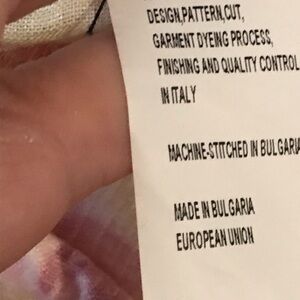 DESIGN,PATTERN,CUT,
GARMENT DYEING PROCESS,
FINISHING AND QUALITY CONTROL
IN ITALY
MACHINE-STITCHED IN BULGARIA
MADE IN BULGARIA
EUROPEAN UNION